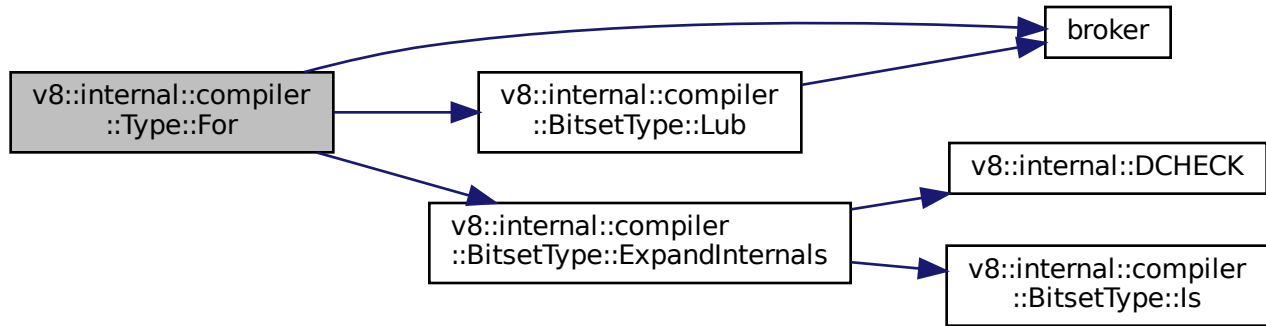 broker
v8::internal::compiler
::Type::For
v8::internal::compiler
::BitsetType::Lub
v8::internal::DCHECK
v8::internal::compiler
::BitsetType::ExpandInternals
v8::internal::compiler
::BitsetType::Is